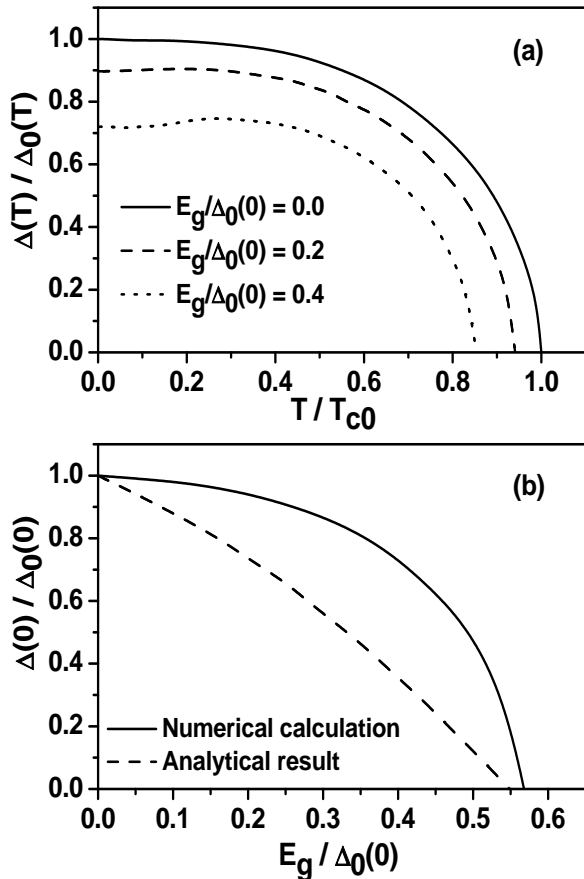 (a)
Δ(T) / Δ0(T)
1.0
0.8
0.6
0.4
0.2
0.0
Eg/Δ0(0) = 0.0
Eg/Δ0(0) = 0.2
Eg/Δ0(0) = 0.4
0.0 0.2 0.4 0.6 0.8 1.0
T / Tc0
(b)
Δ(0) / Δ0(0)
1.0
0.8
0.6
0.4
0.2
0.0
Numerical calculation
Analytical result
0.0 0.1 0.2 0.3 0.4 0.5 0.6
Eg / Δ0(0)